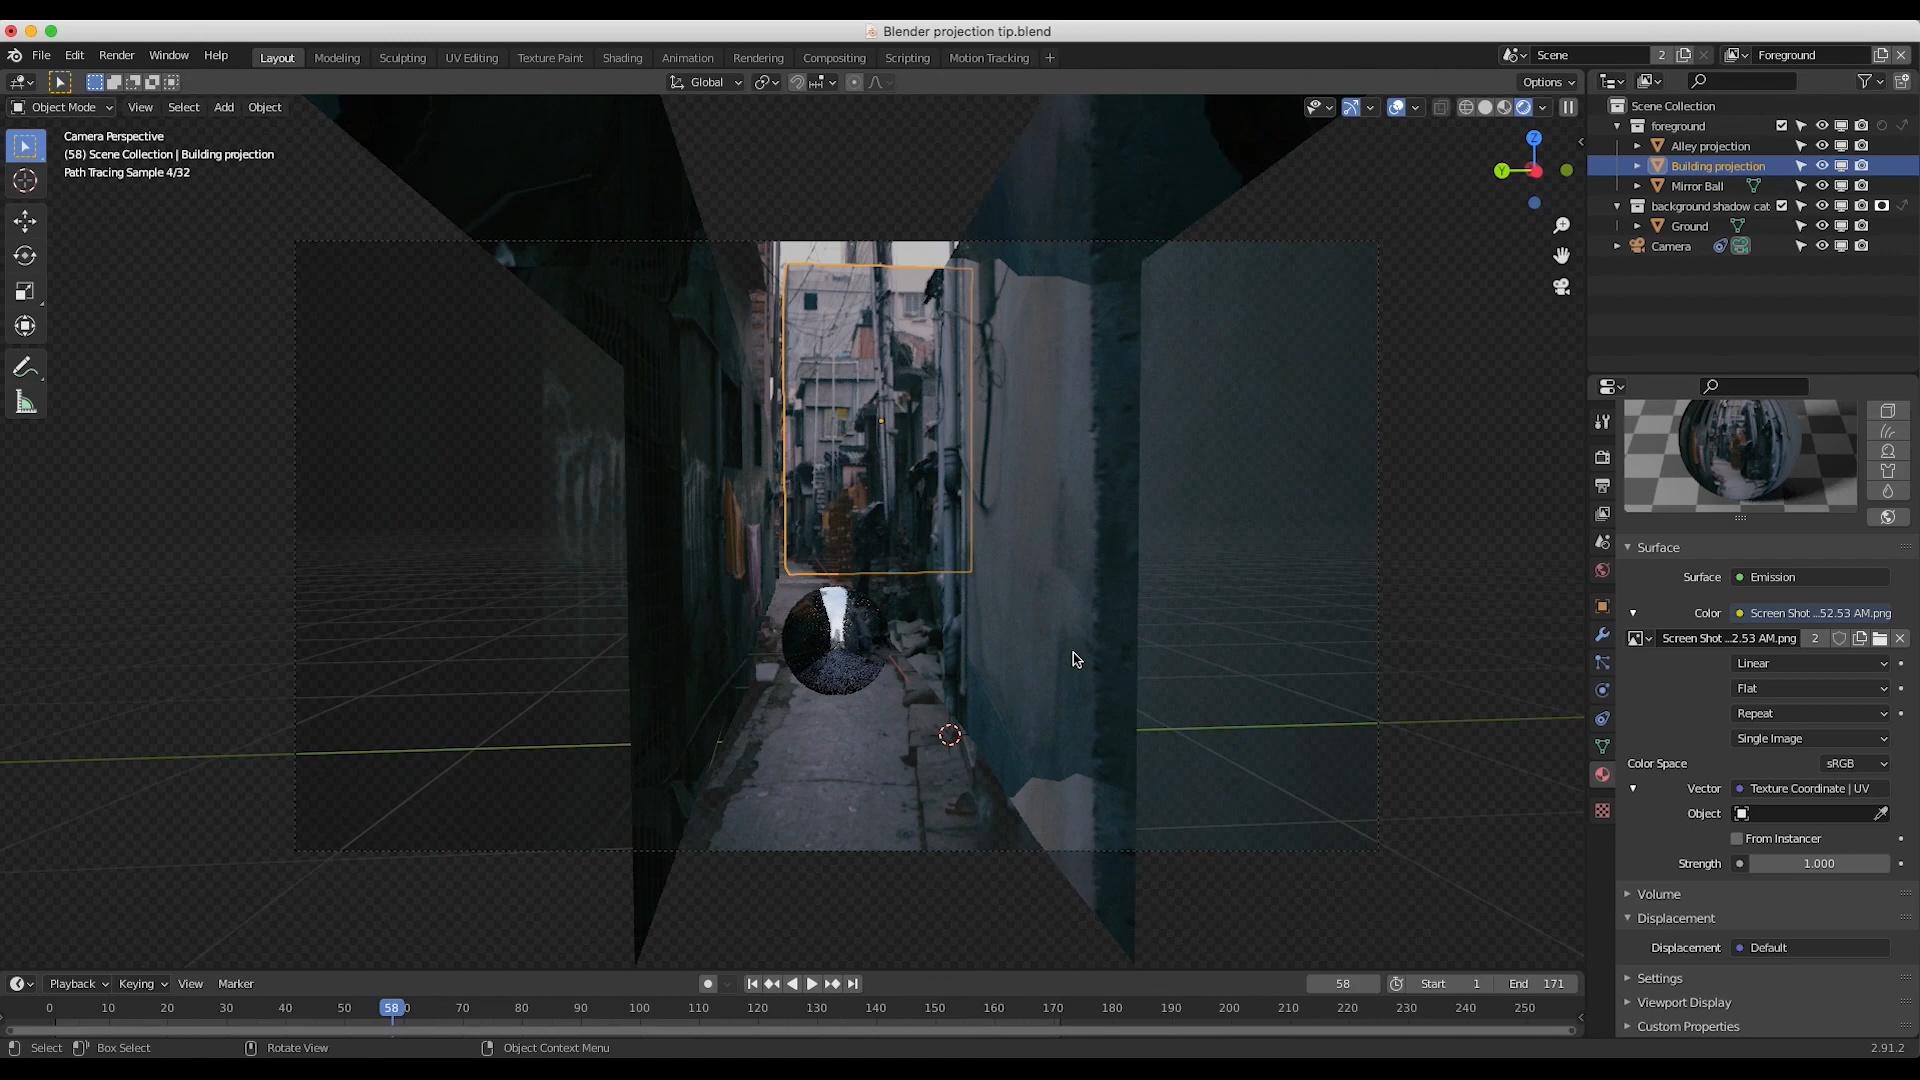 Blender projection tip.blend
File Edit Render Window Help
Layout Modeling Sculpting UV Editing Texture Paint Shading Animation Rendering Compositing Scripting Motion Tracking +
Scene 2
Foreground
Global
Options
Object Mode View Select Add Object
Camera Perspective
(58) Scene Collection | Building projection
Path Tracing Sample 4/32
Z
Y
Scene Collection
foreground
Alley projection
Building projection
Mirror Ball
background shadow cat
Ground
Camera
Surface
Surface Emission
Color Screen Shot ...52.53 AM.png
Screen Shot ...2.53 AM.png 2
Linear
Flat
Repeat
Single Image
Color Space sRGB
Vector Texture Coordinate | UV
Object
From Instancer
Strength 1.000
Volume
Displacement
Displacement Default
Settings
Viewport Display
Custom Properties
Playback Keying View Marker
58 Start 1 End 171
0 10 20 30 40 50 58 0 70 80 90 100 110 120 130 140 150 160 170 180 190 200 210 220 230 240 250
Select Box Select Rotate View Object Context Menu
2.91.2